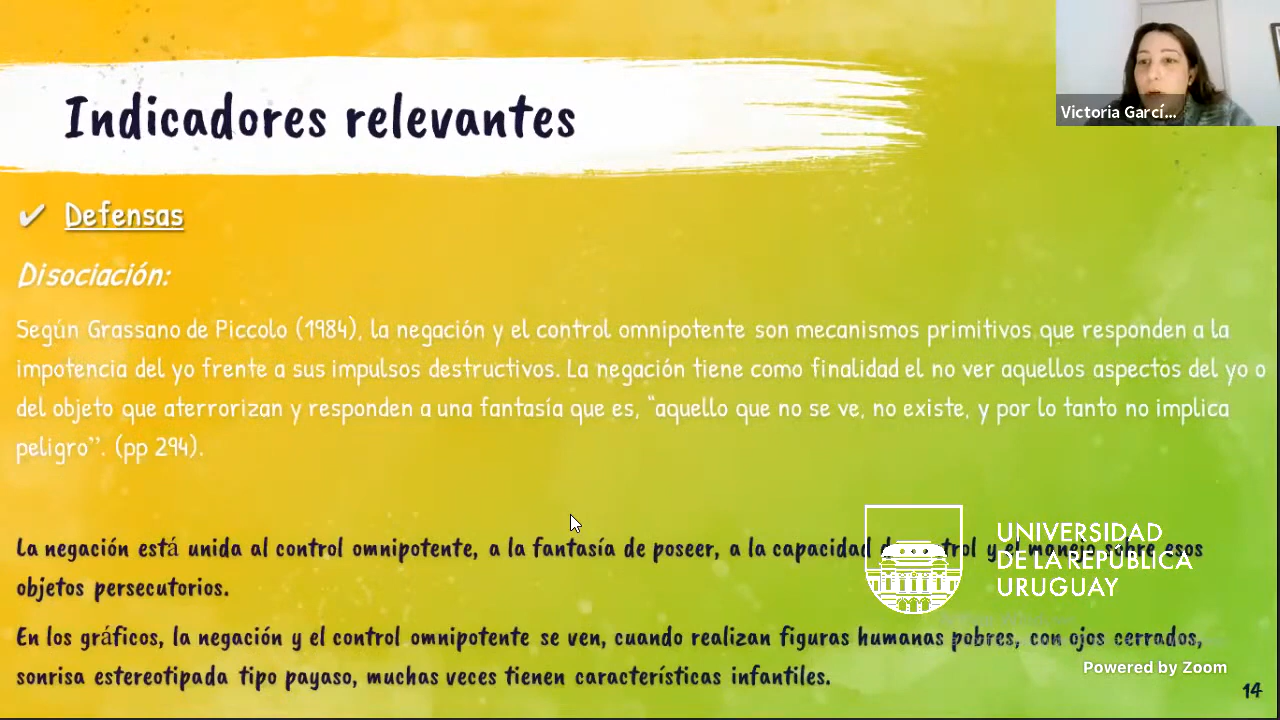 Indicadores relevantes
Victoria Garcí...
✔ Defensas
Disociación:
Según Grassano de Piccolo (1984), la negación y el control omnipotente son mecanismos primitivos que responden a la
impotencia del yo frente a sus impulsos destructivos. La negación tiene como finalidad el no ver aquellos aspectos del yo o
del objeto que aterrorizan y responden a una fantasía que es, “aquello que no se ve, no existe, y por lo tanto no implica
peligro”. (pp 294).
La negación está unida al control omnipotente, a la fantasía de poseer, a la capacidad de control y el manejo sobre esos
objetos persecutorios.
En los gráficos, la negación y el control omnipotente se ven, cuando realizan figuras humanas pobres, con ojos cerrados,
sonrisa estereotipada tipo payaso, muchas veces tienen características infantiles.
UNIVERSIDAD
DE LA REPÚBLICA
URUGUAY
Powered by Zoom
14